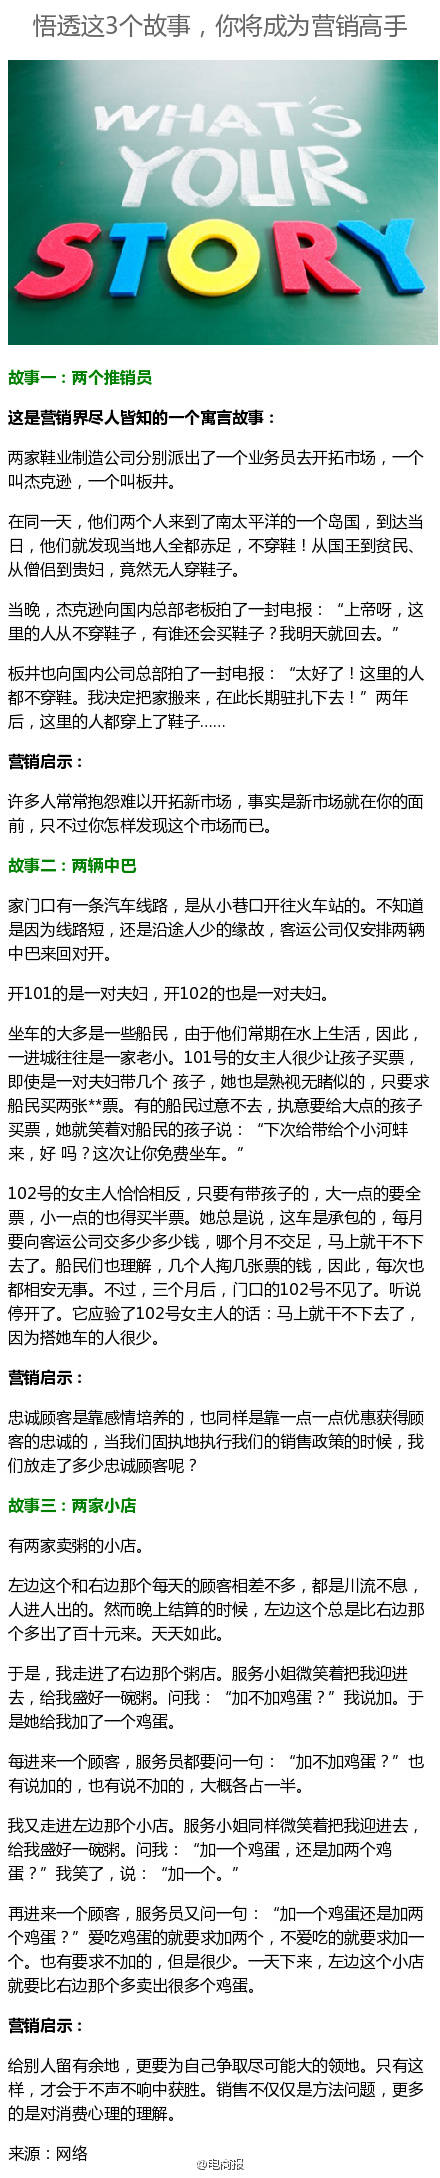 悟透这3个故事，你将成为营销高手
WHAT'S
YOUR
STORY
故事一：两个推销员
这是营销界尽人皆知的一个寓言故事：
两家鞋业制造公司分别派出了一个业务员去开拓市场，一个
叫杰克逊，一个叫板井。
在同一天，他们两个人来到了南太平洋的一个岛国，到达当
日，他们就发现当地人全都赤足，不穿鞋！从国王到贫民、
从僧侣到贵妇，竟然无人穿鞋子。
当晚，杰克逊向国内总部老板拍了一封电报：“上帝呀，这
里的人从不穿鞋子，有谁还会买鞋子？我明天就回去。”
板井也向国内公司总部拍了一封电报：“太好了！这里的人
都不穿鞋。我决定把家搬来，在此长期驻扎下去！”两年
后，这里的人都穿上了鞋子……
营销启示：
许多人常常抱怨难以开拓新市场，事实是新市场就在你的面
前，只不过你怎样发现这个市场而已。
故事二：两辆中巴
家门口有一条汽车线路，是从小巷口开往火车站的。不知道
是因为线路短，还是沿途人少的缘故，客运公司仅安排两辆
中巴来回对开。
开101的是一对夫妇，开102的也是一对夫妇。
坐车的大多是一些船民，由于他们常期在水上生活，因此，
一进城往往是一家老小。101号的女主人很少让孩子买票，
即使是一对夫妇带几个 孩子，她也是熟视无睹似的，只要求
船民买两张**票。有的船民过意不去，执意要给大点的孩子
买票，她就笑着对船民的孩子说：“下次给带给个小河蚌
来，好 吗？这次让你免费坐车。”
102号的女主人恰恰相反，只要有带孩子的，大一点的要全
票，小一点的也得买半票。她总是说，这车是承包的，每月
要向客运公司交多少多少钱，哪个月不交足，马上就干不下
去了。船民们也理解，几个人掏几张票的钱，因此，每次也
都相安无事。不过，三个月后，门口的102号不见了。听说
停开了。它应验了102号女主人的话：马上就干不下去了，
因为搭她车的人很少。
营销启示：
忠诚顾客是靠感情培养的，也同样是靠一点一点优惠获得顾
客的忠诚的，当我们固执地执行我们的销售政策的时候，我
们放走了多少忠诚顾客呢？
故事三：两家小店
有两家卖粥的小店。
左边这个和右边那个每天的顾客相差不多，都是川流不息，
人进人出的。然而晚上结算的时候，左边这个总是比右边那
个多出了百十元来。天天如此。
于是，我走进了右边那个粥店。服务小姐微笑着把我迎进
去，给我盛好一碗粥。问我：“加不加鸡蛋？”我说加。于
是她给我加了一个鸡蛋。
每进来一个顾客，服务员都要问一句：“加不加鸡蛋？”也
有说加的，也有说不加的，大概各占一半。
我又走进左边那个小店。服务小姐同样微笑着把我迎进去，
给我盛好一碗粥。问我：“加一个鸡蛋，还是加两个鸡
蛋？”我笑了，说：“加一个。”
再进来一个顾客，服务员又问一句：“加一个鸡蛋还是加两
个鸡蛋？”爱吃鸡蛋的就要求加两个，不爱吃的就要求加一
个。也有要求不加的，但是很少。一天下来，左边这个小店
就要比右边那个多卖出很多个鸡蛋。
营销启示：
给别人留有余地，更要为自己争取尽可能大的领地。只有这
样，才会于不声不响中获胜。销售不仅仅是方法问题，更多
的是对消费心理的理解。
来源：网络
@电商报